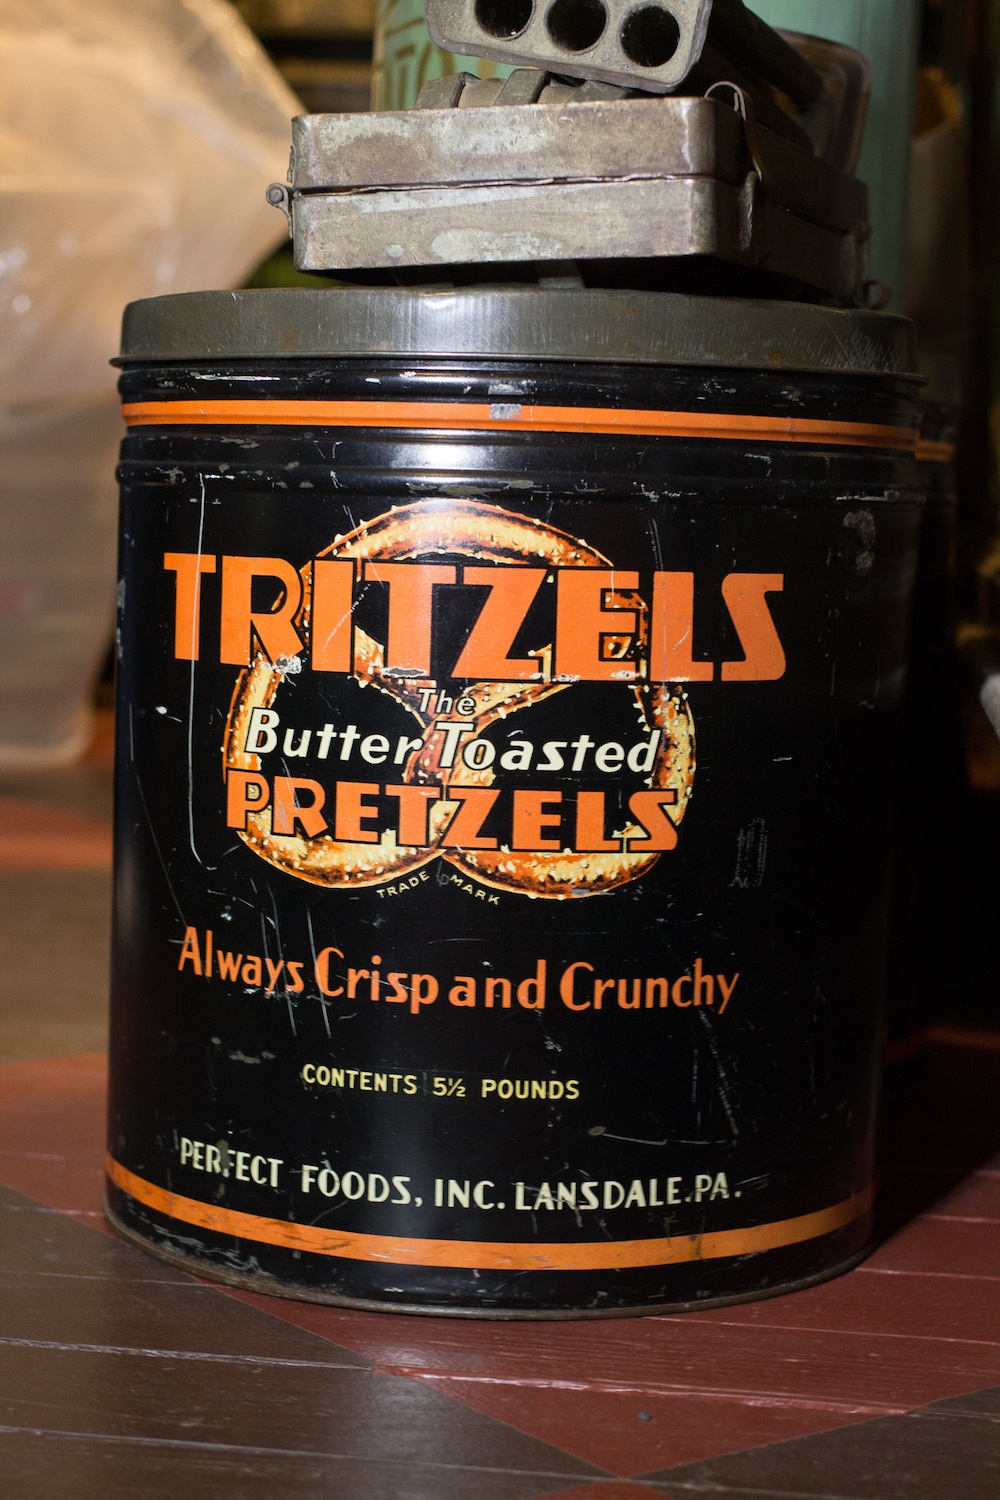 TRITZELS
The
Butter Toasted
PRETZELS
TRADE MARK
Always Crisp and Crunchy
CONTENTS 5½ POUNDS
PERFECT FOODS, INC. LANSDALE.PA.